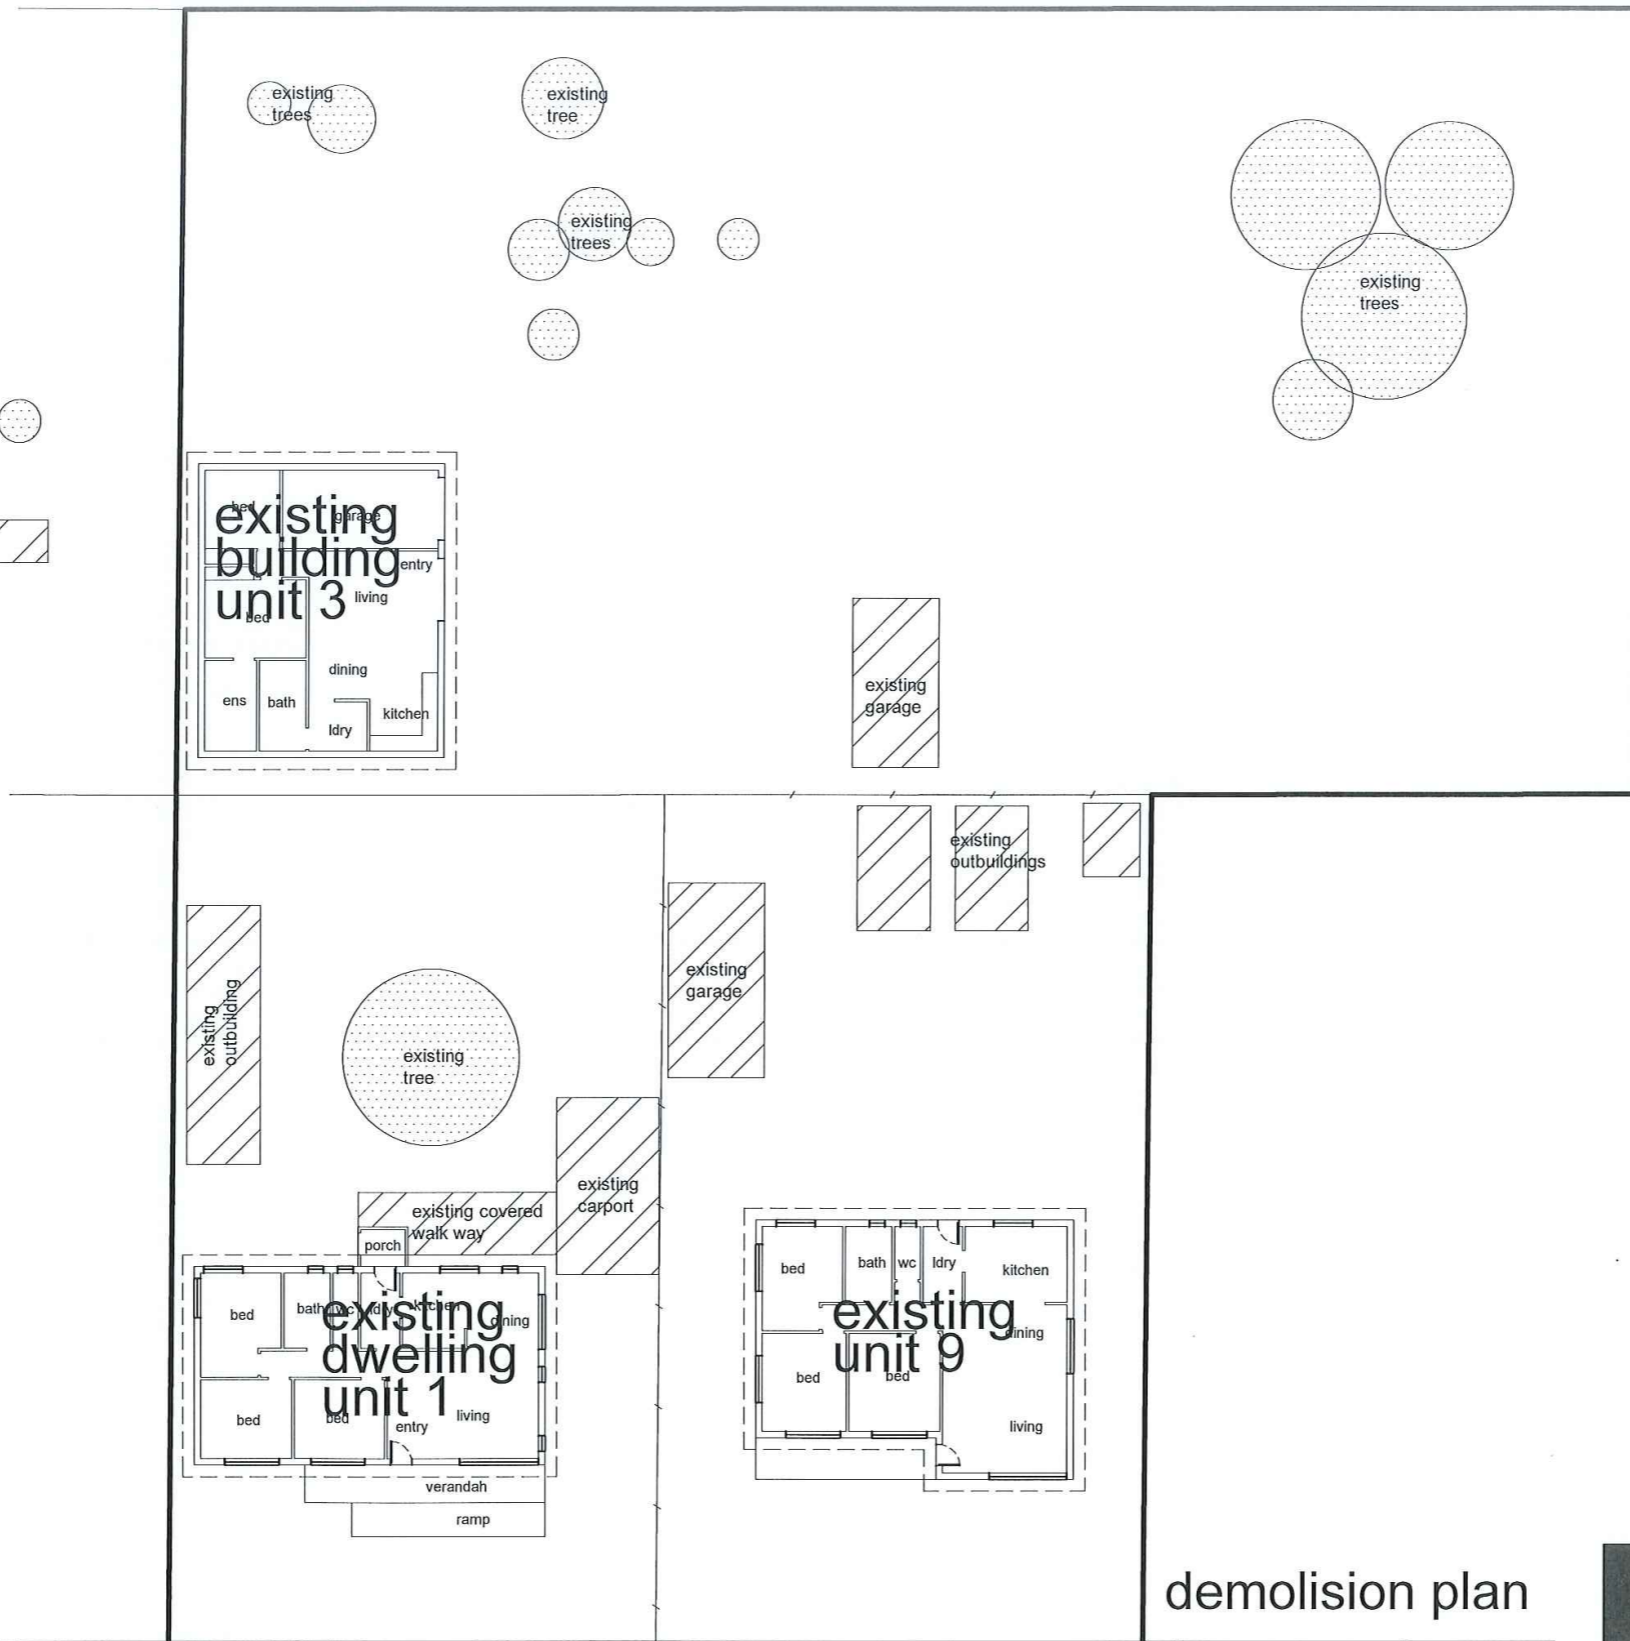 existing
trees
existing
tree
existing
trees
existing
trees
bed
garage
existing
building
unit 3
entry
living
bed
dining
ens
bath
ldry
kitchen
existing
garage
existing
outbuildings
existing
garage
existing
outbuilding
existing
tree
existing
carport
existing covered
walk way
porch
bed
bath
wc
ldry
kitchen
dining
existing
dwelling
unit 1
bed
bed
entry
living
verandah
ramp
bed
bath
wc
ldry
kitchen
existing
unit 9
dining
bed
bed
living
demolision plan